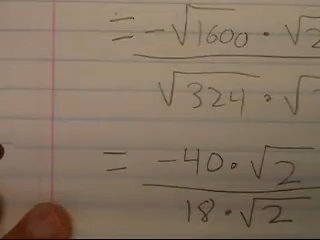 = -√1600 · √2
√324 · √
= -40 · √2
18 · √2